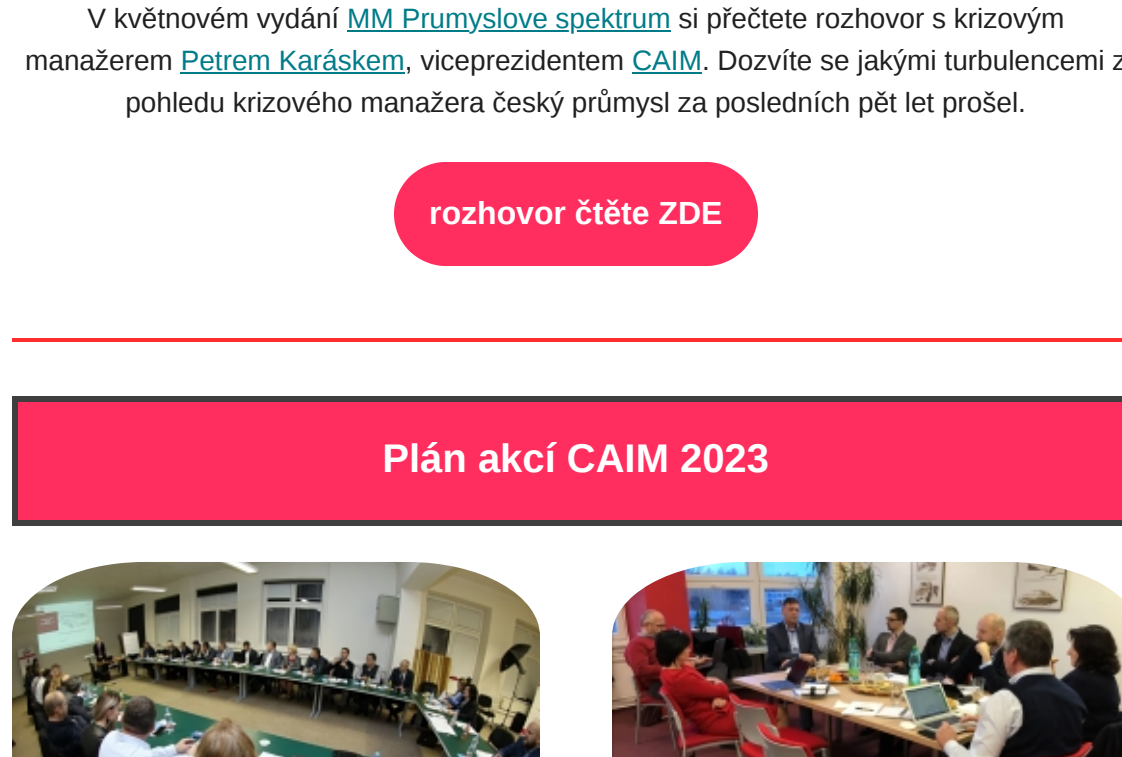 V květnovém vydání MM Prumyslove spektrum si přečtete rozhovor s krizovým
manažerem Petrem Karáskem, viceprezidentem CAIM. Dozvíte se jakými turbulencemi z
pohledu krizového manažera český průmysl za posledních pět let prošel.
rozhovor čtěte ZDE
Plán akcí CAIM 2023